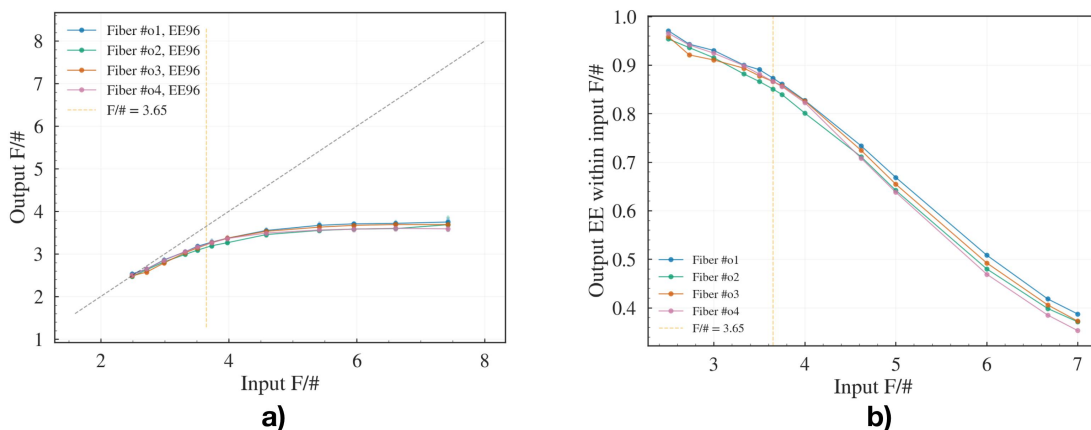 Output F/#
8
7
6
5
4
3
2
1
Fiber #o1, EE96
Fiber #o2, EE96
Fiber #o3, EE96
Fiber #o4, EE96
F/# = 3.65
2 4 6 8
Input F/#
a)
Output EE within input F/#
1.0
0.9
0.8
0.7
0.6
0.5
0.4
Fiber #o1
Fiber #o2
Fiber #o3
Fiber #o4
F/# = 3.65
3 4 5 6 7
Input F/#
b)